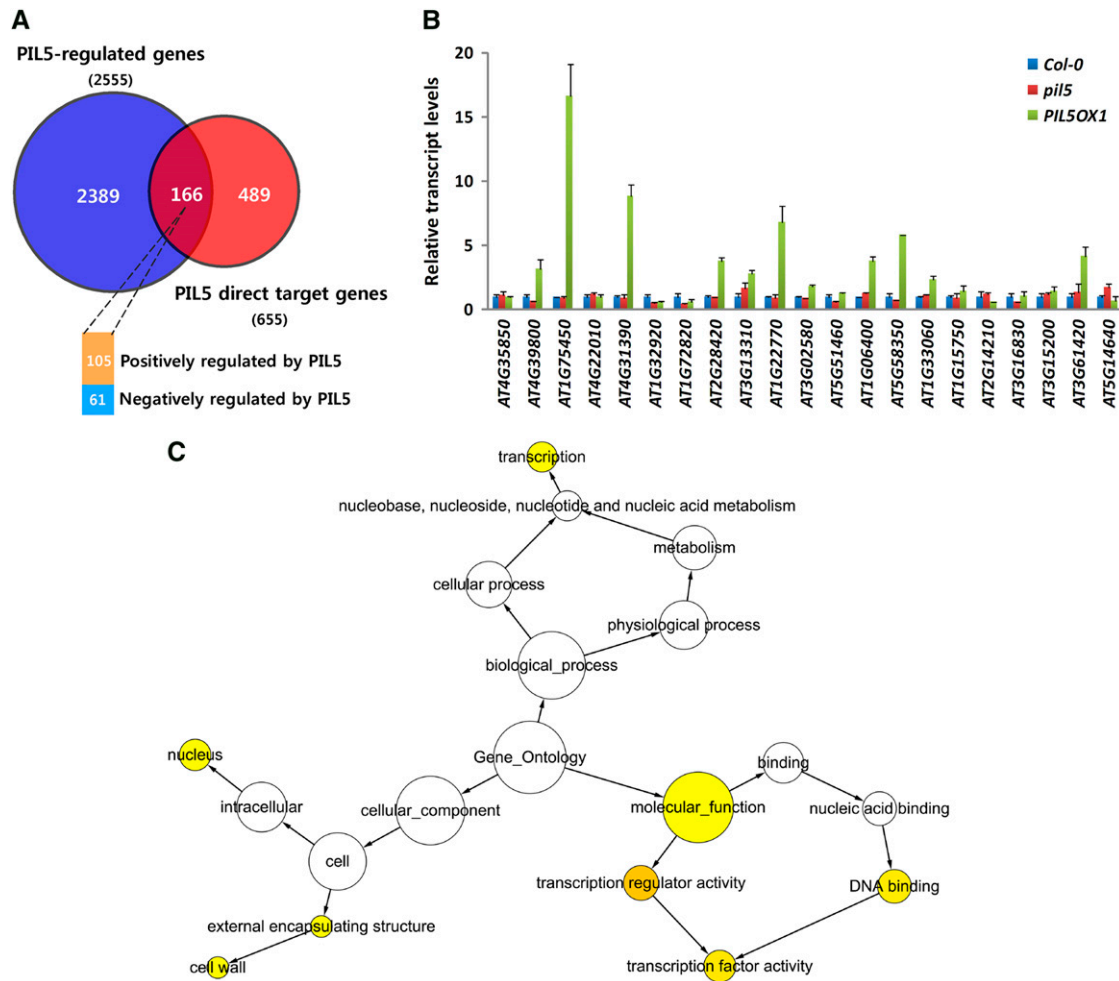 A
PIL5-regulated genes
(2555)
2389
166
489
PIL5 direct target genes
(655)
105
Positively regulated by PIL5
61
Negatively regulated by PIL5
B
Relative transcript levels
20
15
10
5
0
Col-0
pil5
PIL5OX1
AT4G35850
AT4G39800
AT1G75450
AT4G22010
AT4G31390
AT1G32920
AT1G72820
AT2G28420
AT3G13310
AT1G22770
AT3G02580
AT5G51460
AT1G06400
AT5G58350
AT1G33060
AT1G15750
AT2G14210
AT3G16830
AT3G15200
AT3G61420
AT5G14640
C
transcription
nucleobase, nucleoside, nucleotide and nucleic acid metabolism
metabolism
cellular process
physiological process
biological_process
Gene_Ontology
nucleus
intracellular
cellular_component
cell
external encapsulating structure
cell wall
binding
molecular_function
nucleic acid binding
transcription regulator activity
DNA binding
transcription factor activity